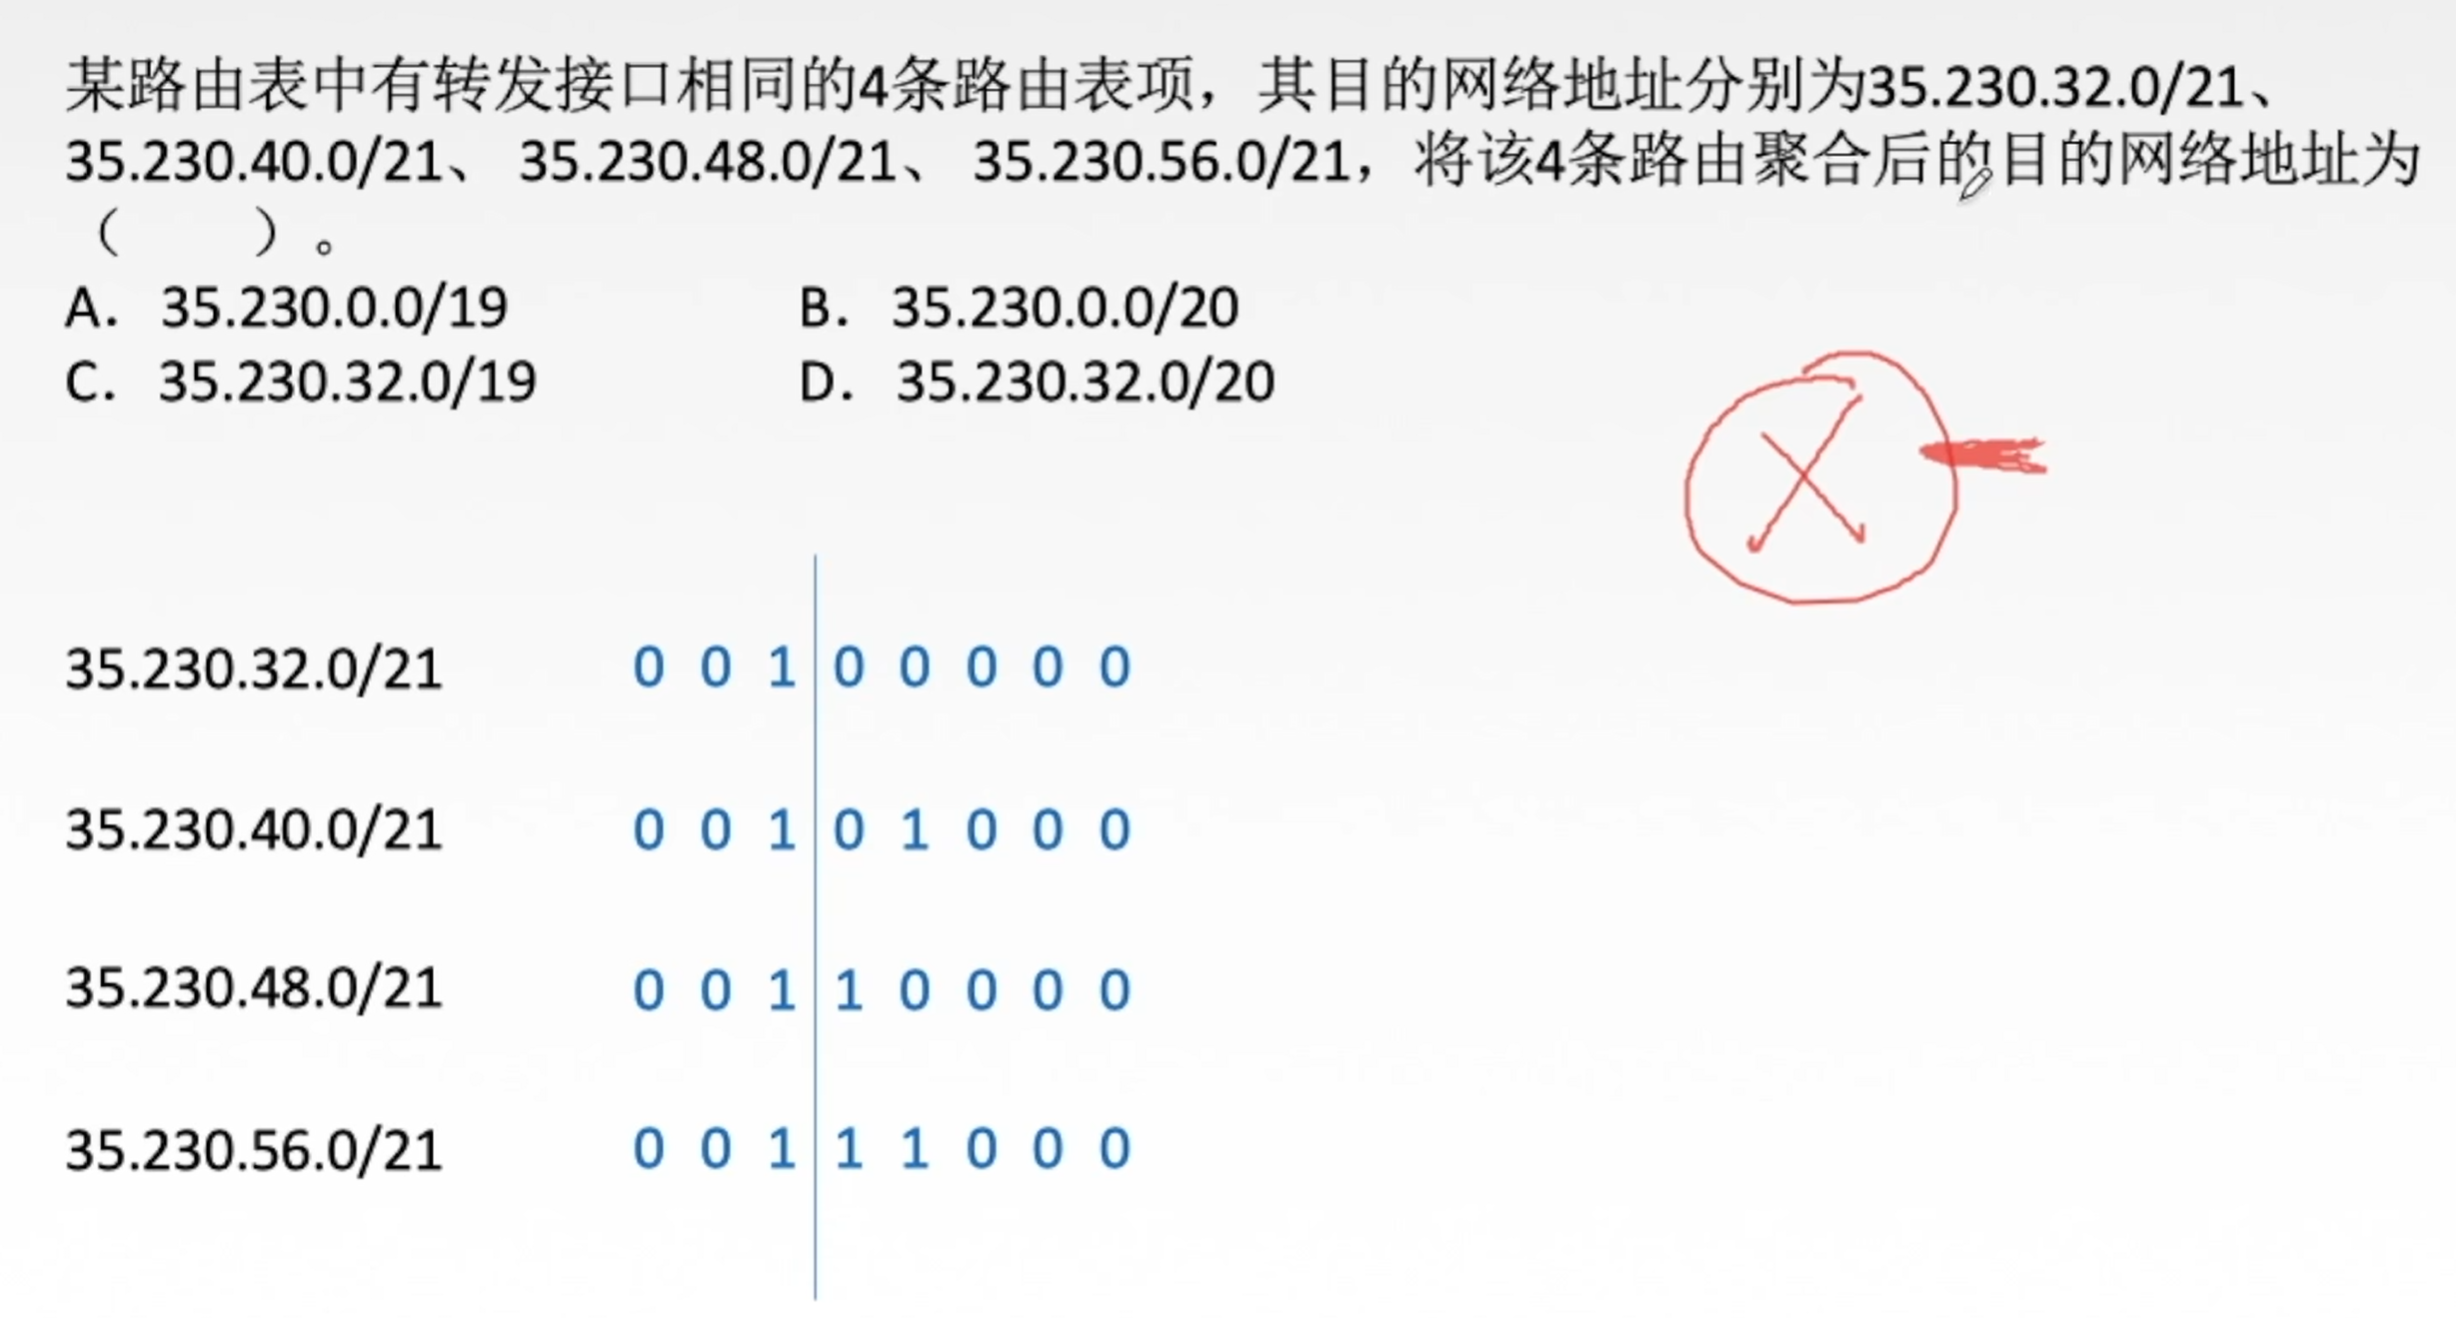 某路由表中有转发接口相同的4条路由表项，其目的网络地址分别为35.230.32.0/21、
35.230.40.0/21、 35.230.48.0/21、 35.230.56.0/21，将该4条路由聚合后的目的网络地址为
（ ）。
A. 35.230.0.0/19 B. 35.230.0.0/20
C. 35.230.32.0/19 D. 35.230.32.0/20
35.230.32.0/21 0 0 1 0 0 0 0 0
35.230.40.0/21 0 0 1 0 1 0 0 0
35.230.48.0/21 0 0 1 1 0 0 0 0
35.230.56.0/21 0 0 1 1 1 0 0 0